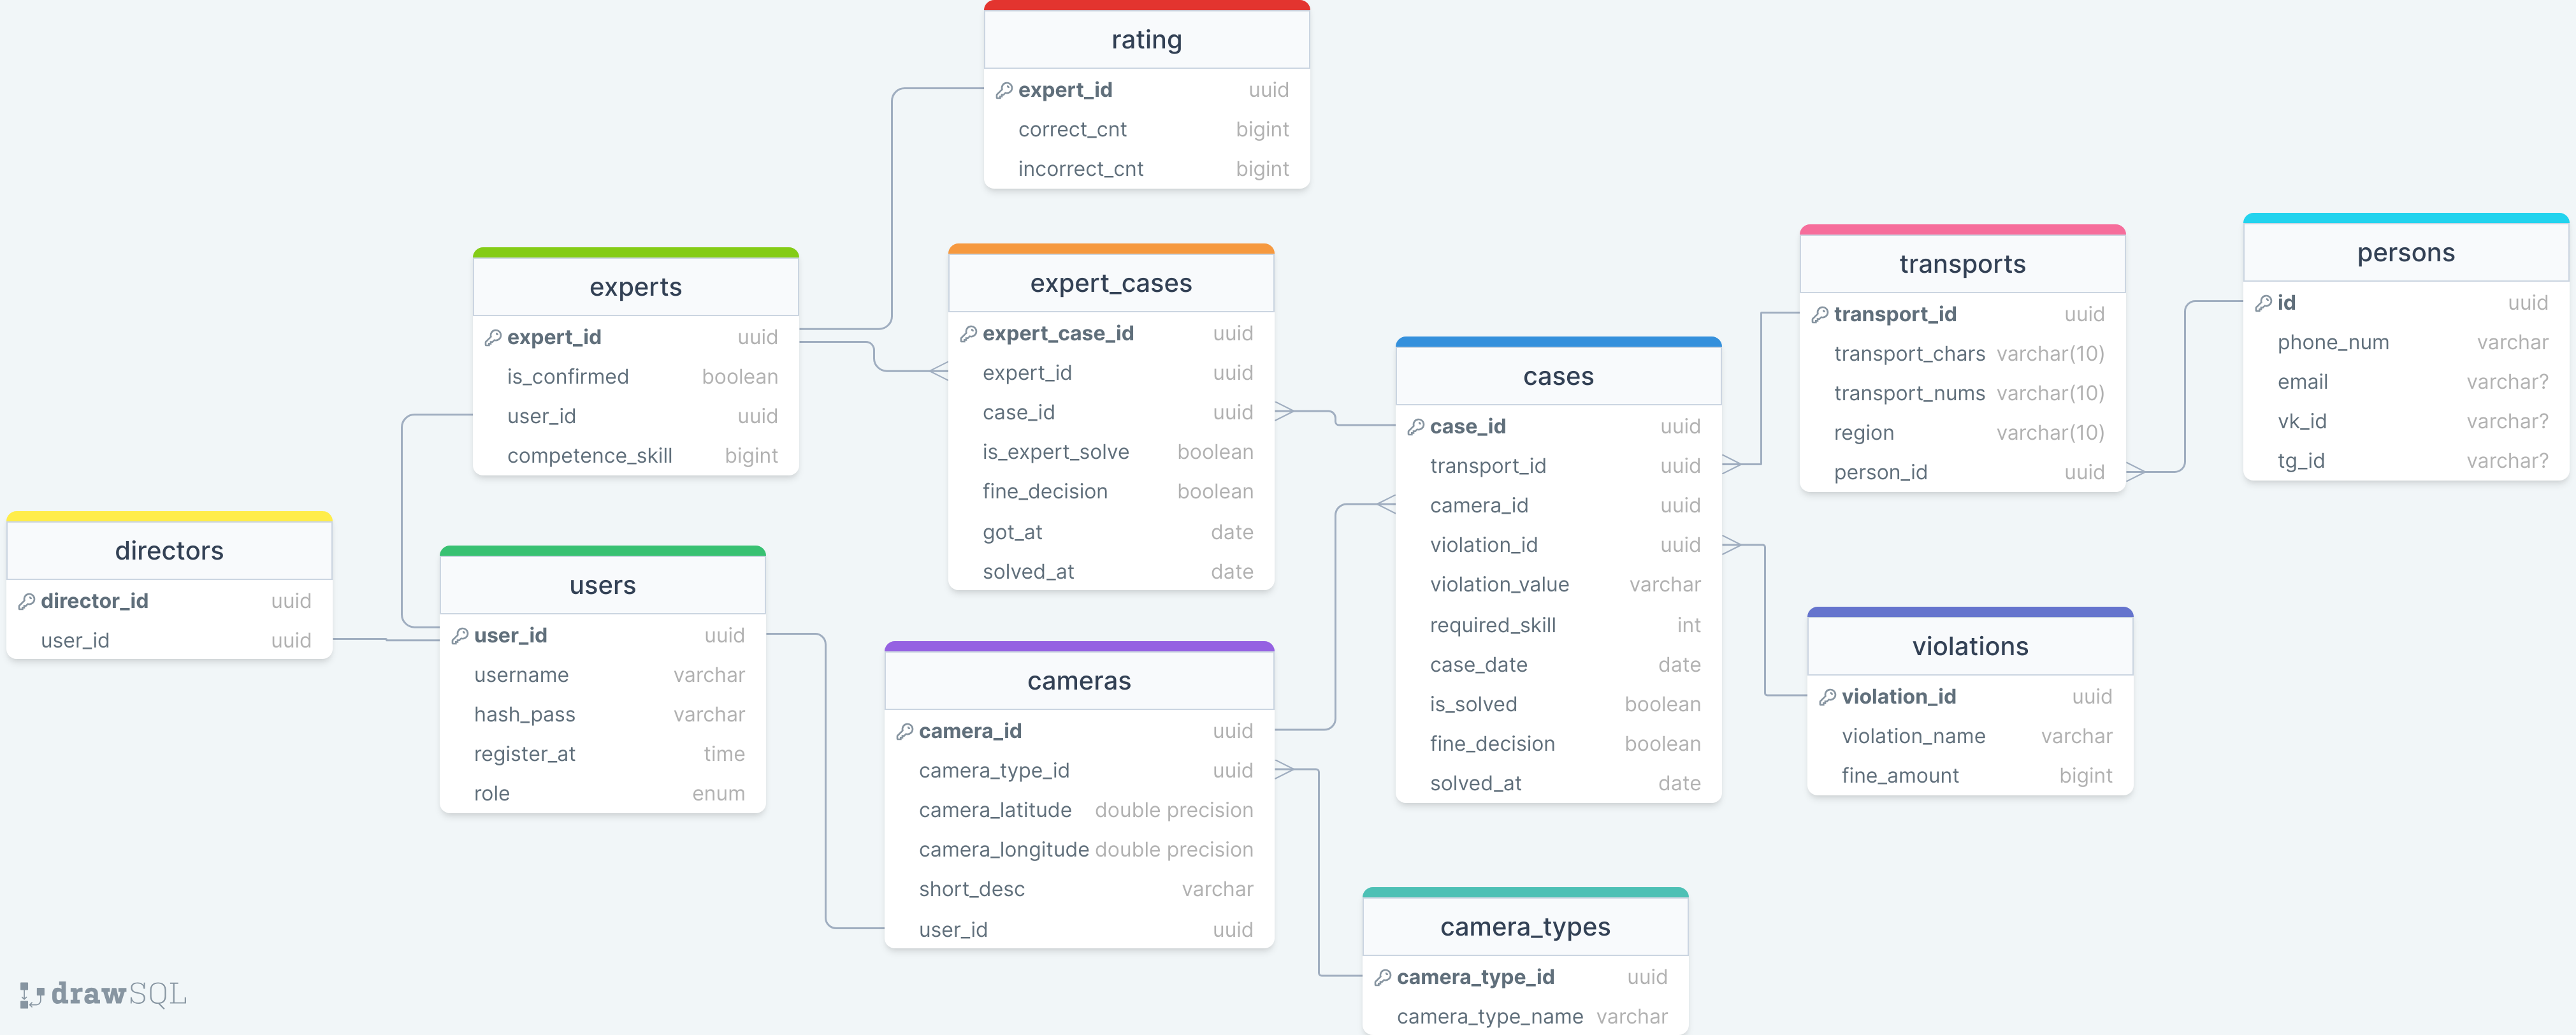 rating
expert_id uuid
correct_cnt bigint
incorrect_cnt bigint
experts
expert_id uuid
is_confirmed boolean
user_id uuid
competence_skill bigint
expert_cases
expert_case_id uuid
expert_id uuid
case_id uuid
is_expert_solve boolean
fine_decision boolean
got_at date
solved_at date
cases
case_id uuid
transport_id uuid
camera_id uuid
violation_id uuid
violation_value varchar
required_skill int
case_date date
is_solved boolean
fine_decision boolean
solved_at date
transports
transport_id uuid
transport_chars varchar(10)
transport_nums varchar(10)
region varchar(10)
person_id uuid
persons
id uuid
phone_num varchar
email varchar?
vk_id varchar?
tg_id varchar?
directors
director_id uuid
user_id uuid
users
user_id uuid
username varchar
hash_pass varchar
register_at time
role enum
cameras
camera_id uuid
camera_type_id uuid
camera_latitude double precision
camera_longitude double precision
short_desc varchar
user_id uuid
violations
violation_id uuid
violation_name varchar
fine_amount bigint
camera_types
camera_type_id uuid
camera_type_name varchar
drawSQL